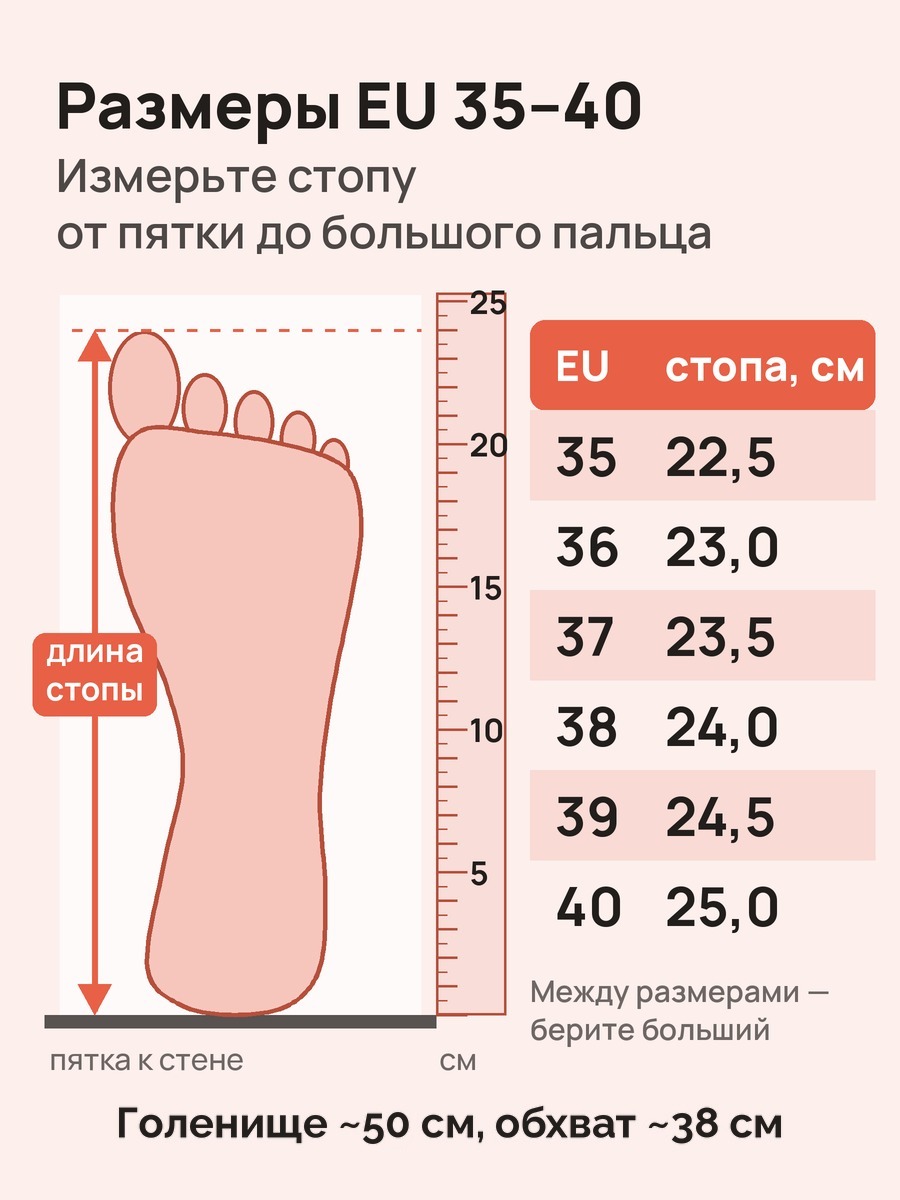 Размеры EU 35–40
Измерьте стопу
от пятки до большого пальца
25
20
15
10
5
длина
стопы
EU стопа, см
35 22,5
36 23,0
37 23,5
38 24,0
39 24,5
40 25,0
Между размерами —
берите больший
пятка к стене
см
Голенище ~50 см, обхват ~38 см